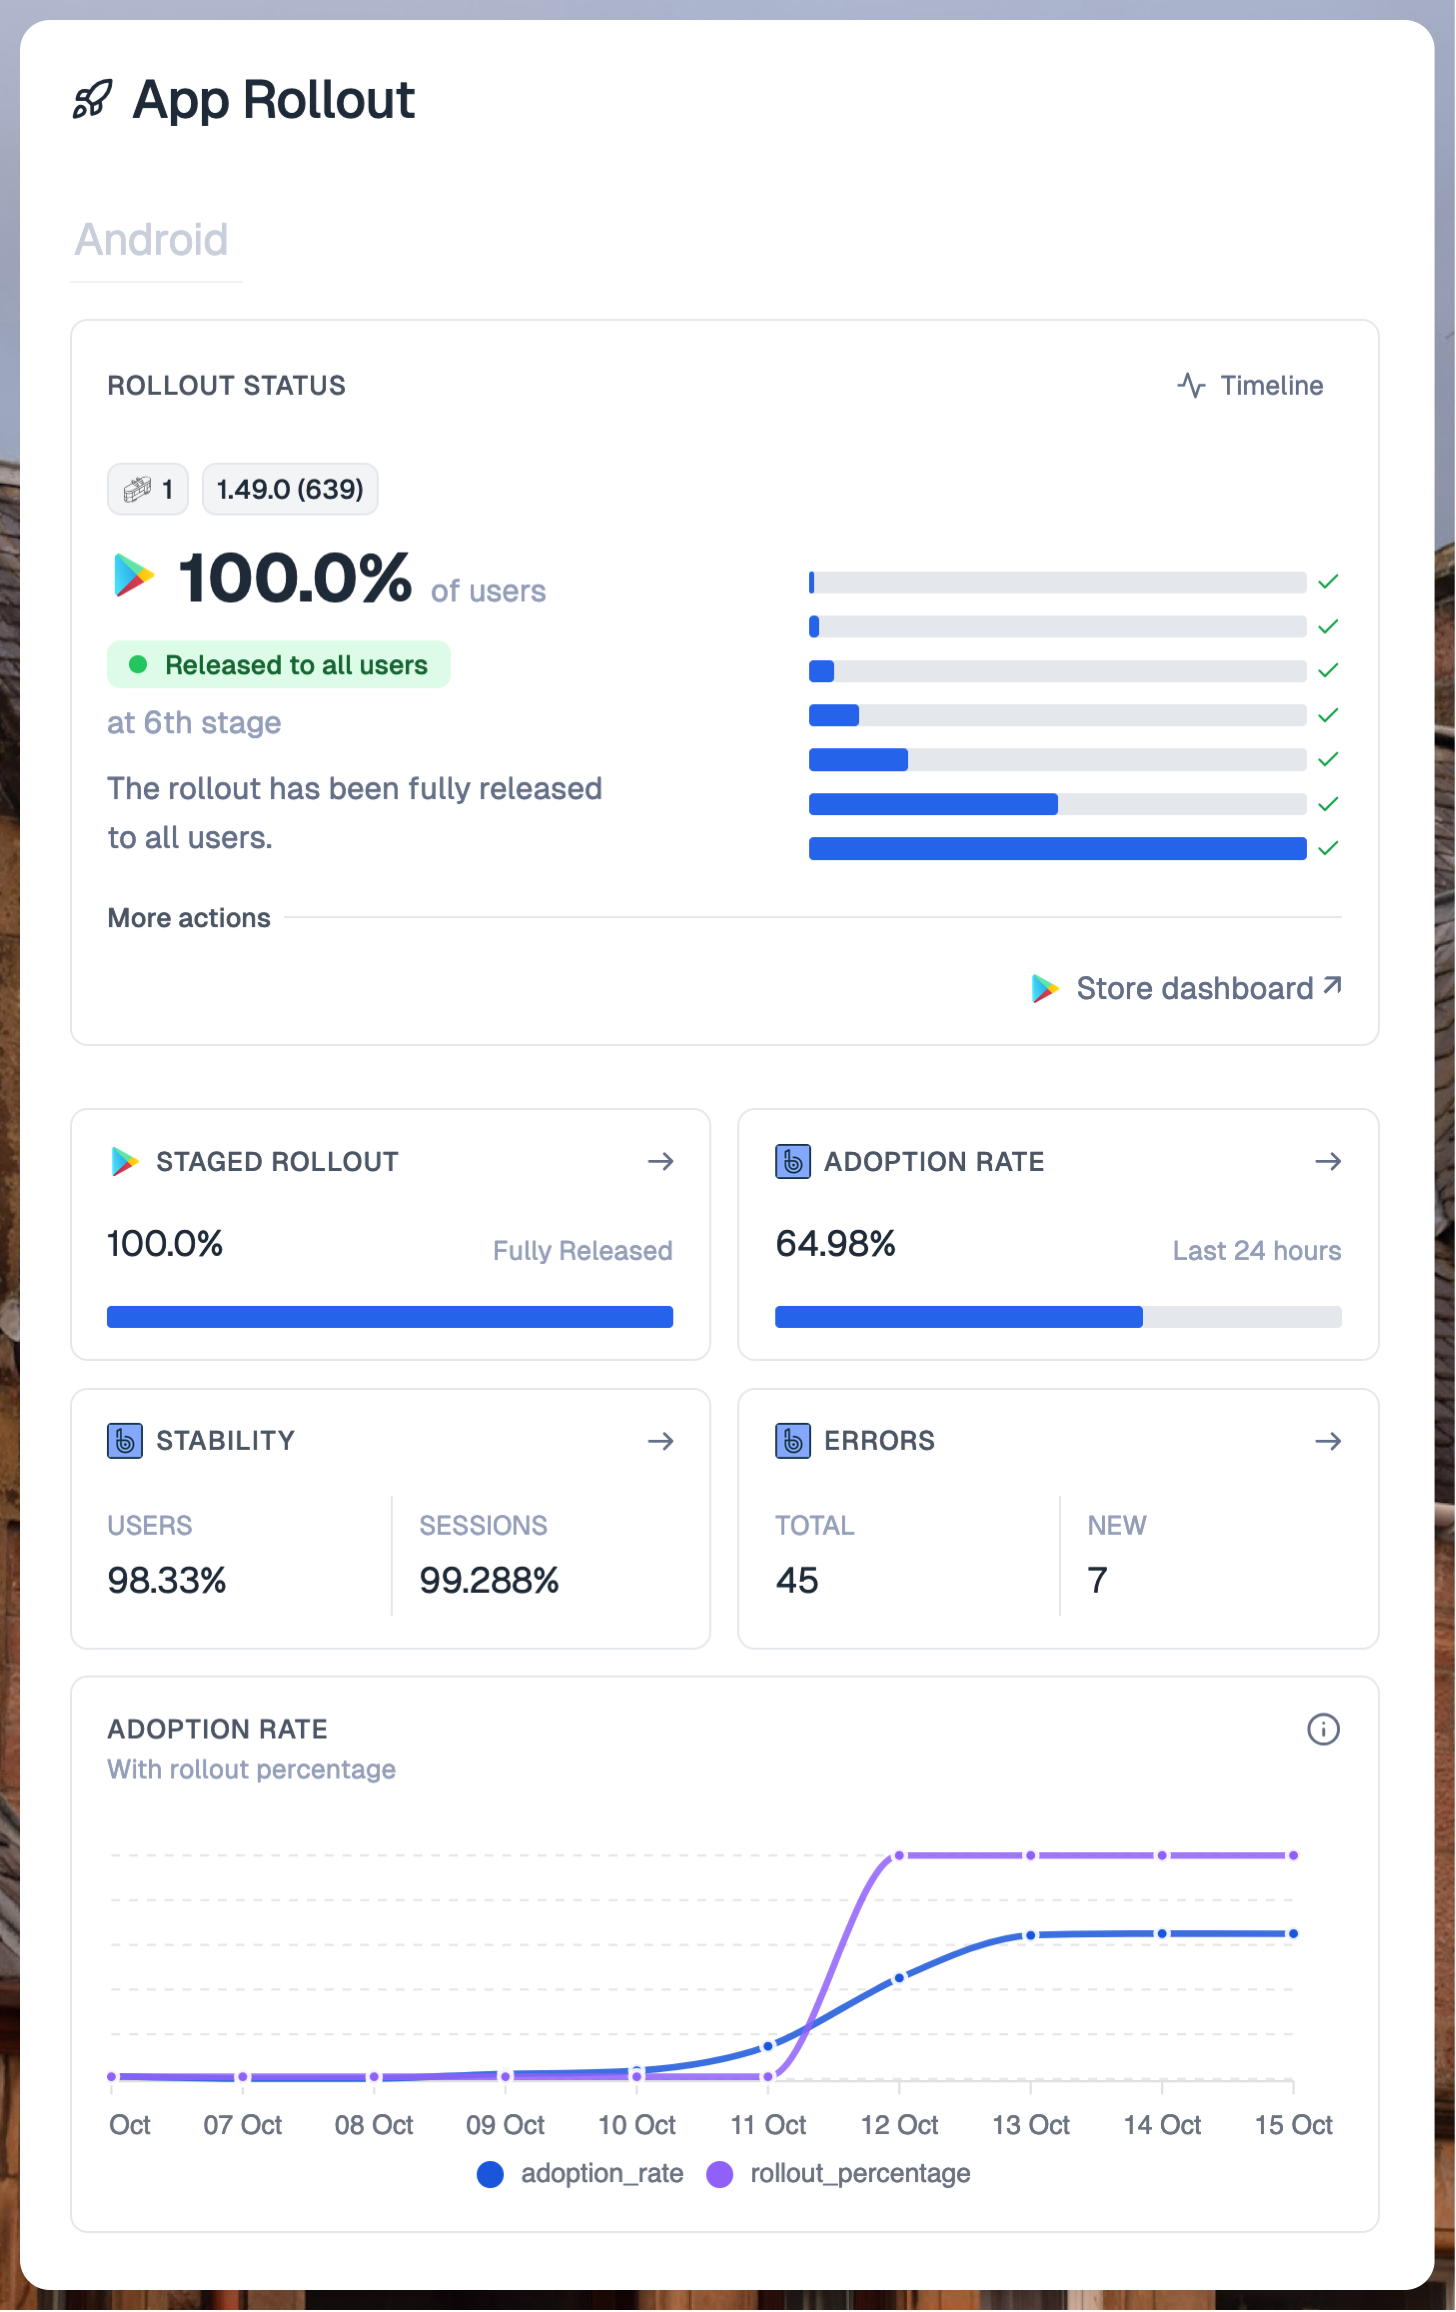 App Rollout
Android
ROLLOUT STATUS
Timeline
1
1.49.0 (639)
100.0% of users
Released to all users
at 6th stage
The rollout has been fully released
to all users.
More actions
Store dashboard
STAGED ROLLOUT
100.0%
Fully Released
ADOPTION RATE
64.98%
Last 24 hours
STABILITY
USERS
98.33%
SESSIONS
99.288%
ERRORS
TOTAL
45
NEW
7
ADOPTION RATE
With rollout percentage
Oct 07 Oct 08 Oct 09 Oct 10 Oct 11 Oct 12 Oct 13 Oct 14 Oct 15 Oct
adoption_rate rollout_percentage